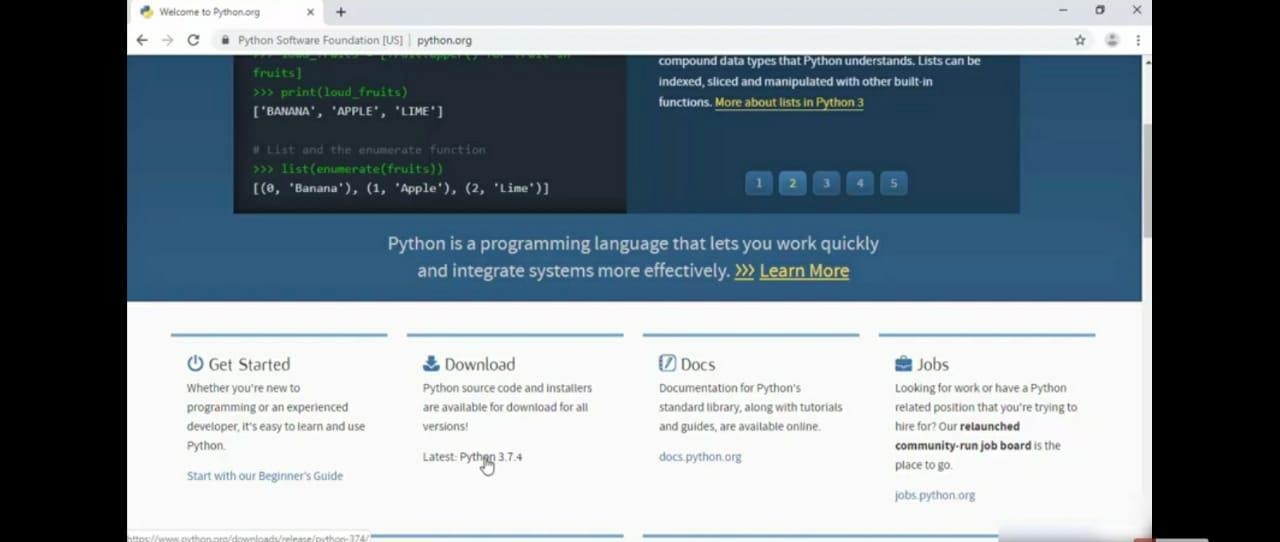 Welcome to Python.org
Python Software Foundation [US] | python.org
>>> loud_fruits = [fruit.upper() for fruit in
fruits]
>>> print(loud_fruits)
['BANANA', 'APPLE', 'LIME']
# List and the enumerate function
>>> list(enumerate(fruits))
[(0, 'Banana'), (1, 'Apple'), (2, 'Lime')]
compound data types that Python understands. Lists can be
indexed, sliced and manipulated with other built-in
functions. More about lists in Python 3
1 2 3 4 5
Python is a programming language that lets you work quickly
and integrate systems more effectively. >>> Learn More
Get Started
Whether you're new to
programming or an experienced
developer, it's easy to learn and use
Python.
Start with our Beginner's Guide
Download
Python source code and installers
are available for download for all
versions!
Latest: Python 3.7.4
Docs
Documentation for Python's
standard library, along with tutorials
and guides, are available online.
docs.python.org
Jobs
Looking for work or have a Python
related position that you're trying to
hire for? Our relaunched
community-run job board is the
place to go.
jobs.python.org
https://www.python.org/downloads/release/python-374/